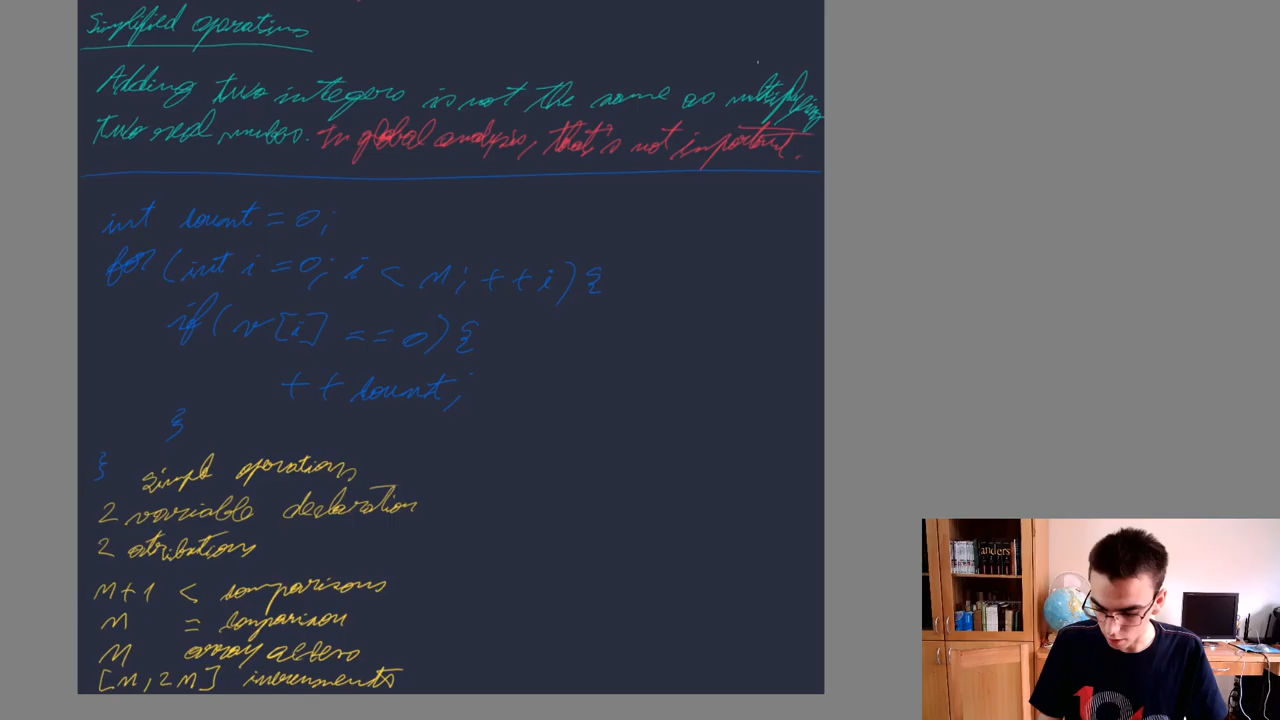 Simplified operations
Adding two integers is not the same as multiplying
two real numbers. In global analysis, that's not important.
int count = 0;
for (int i = 0; i < n; ++i) {
if (v[i] == 0) {
++ count;
}
}
simple operations
2 variable declaration
2 atributions
n+1 < comparisons
n = comparison
n array access
[n, 2n] increments
anders